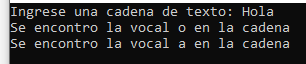 Ingrese una cadena de texto: Hola
Se encontro la vocal o en la cadena
Se encontro la vocal a en la cadena